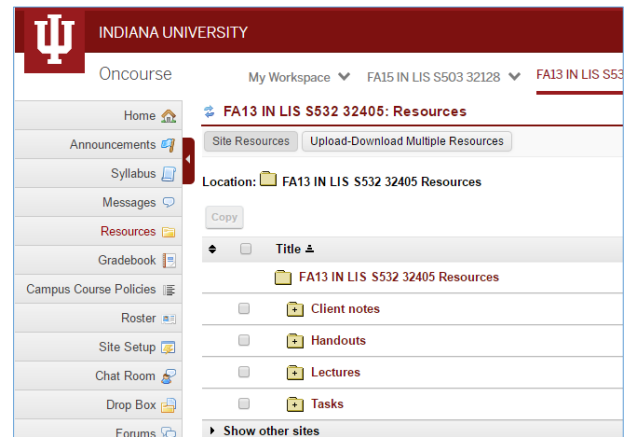 INDIANA UNIVERSITY
Oncourse
My Workspace FA15 IN LIS S503 32128 FA13 IN LIS S53
Home
Announcements
Syllabus
Messages
Resources
Gradebook
Campus Course Policies
Roster
Site Setup
Chat Room
Drop Box
Forums
FA13 IN LIS S532 32405: Resources
Site Resources Upload-Download Multiple Resources
Location: FA13 IN LIS S532 32405 Resources
Copy
Title
FA13 IN LIS S532 32405 Resources
Client notes
Handouts
Lectures
Tasks
Show other sites